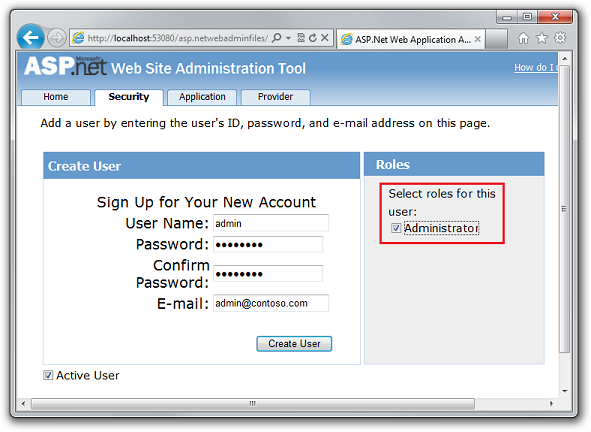 http://localhost:53080/asp.netwebadminfiles/
ASP.Net Web Application A...
Microsoft
ASP.net Web Site Administration Tool
How do I u
Home Security Application Provider
Add a user by entering the user's ID, password, and e-mail address on this page.
Create User
Sign Up for Your New Account
User Name: admin
Password: ••••••••
Confirm
Password: ••••••••
E-mail: admin@contoso.com
Create User
Active User
Roles
Select roles for this
user:
Administrator